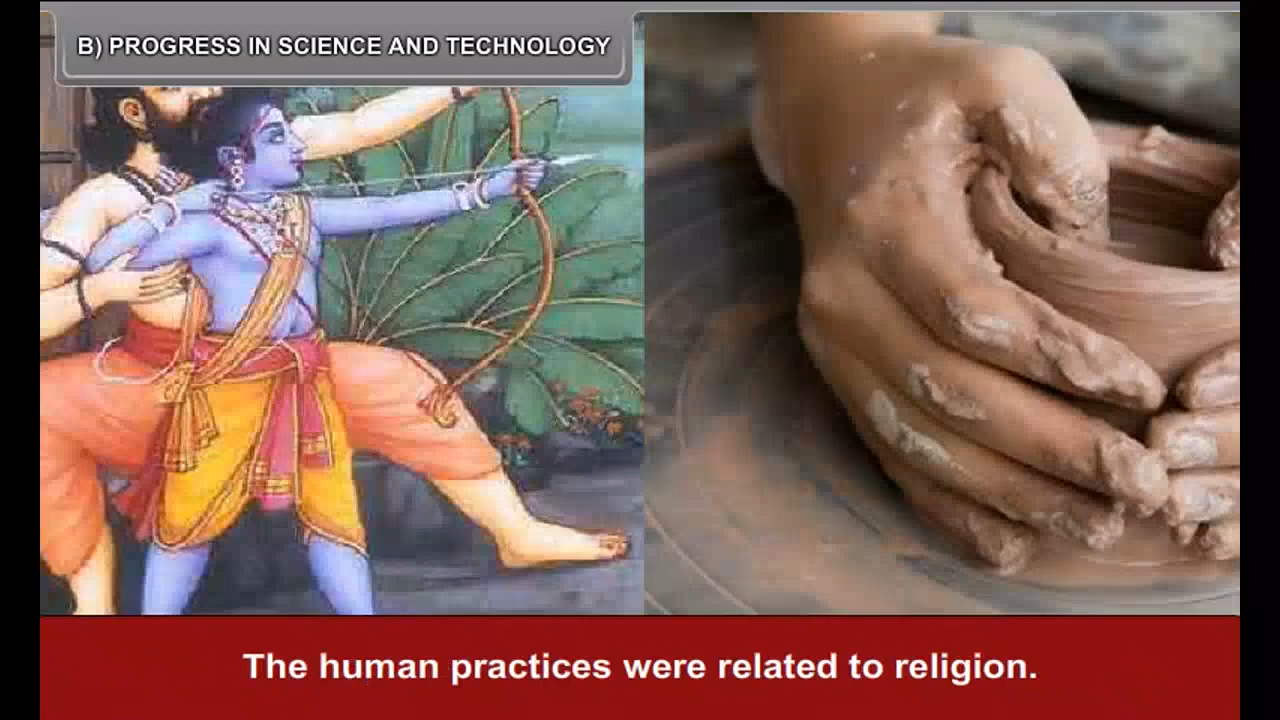 B) PROGRESS IN SCIENCE AND TECHNOLOGY
The human practices were related to religion.